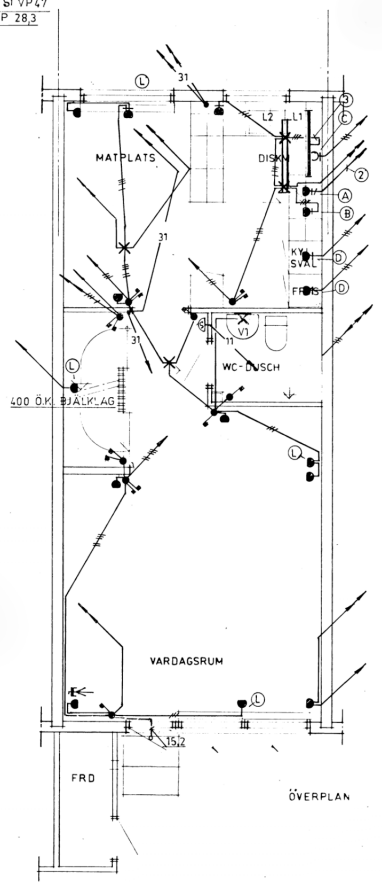 SI VP47
P 28,3
L
31
L2
L1
3
C
MATPLATS
DISKM
2
A
B
31
KYL
SVAL
D
FRYS
D
31
11
V1
L
WC-DUSCH
400 Ö.K. BJÄLKLAG
L
VARDAGSRUM
L
15,2
FRD
ÖVERPLAN